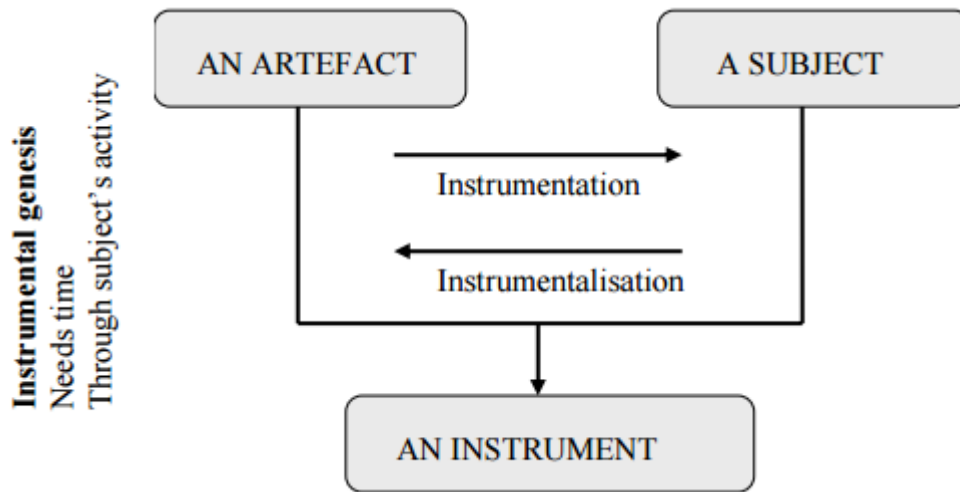 AN ARTEFACT
A SUBJECT
Instrumentation
Instrumentalisation
AN INSTRUMENT
Instrumental genesis
Needs time
Through subject's activity